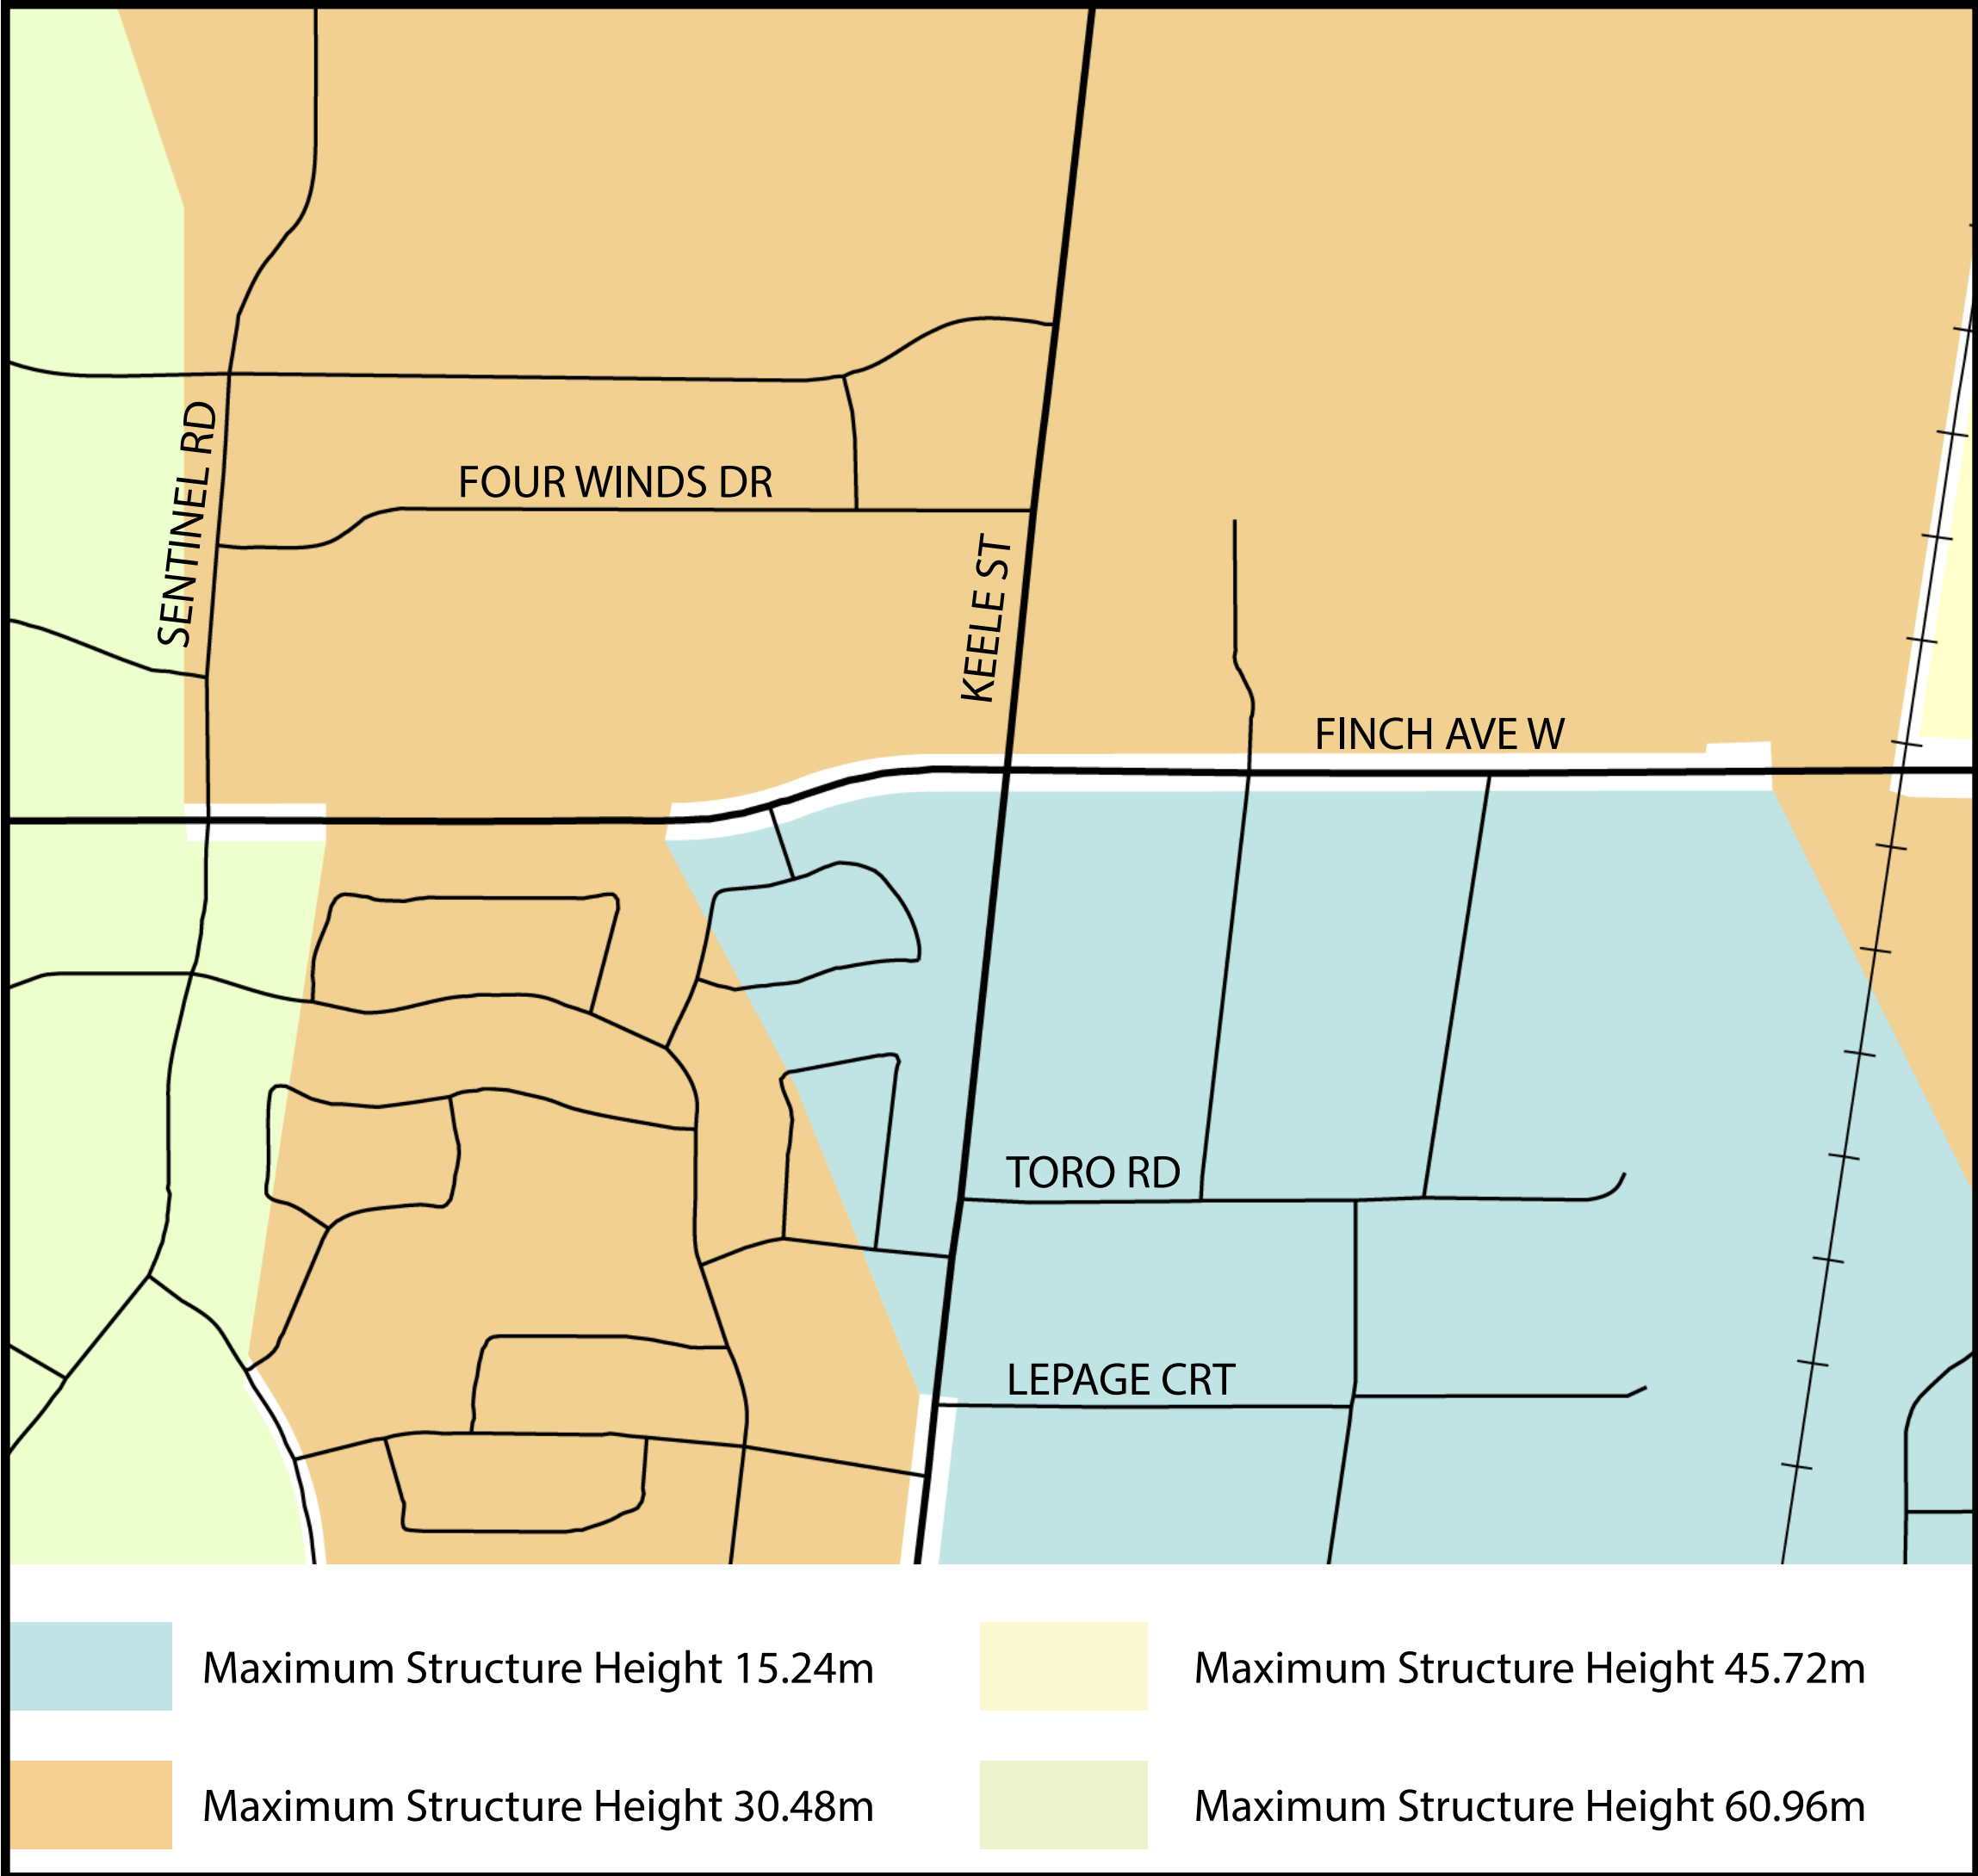 SENTINEL RD
FOUR WINDS DR
KEELE ST
FINCH AVE W
TORO RD
LEPAGE CRT
Maximum Structure Height 15.24m
Maximum Structure Height 45.72m
Maximum Structure Height 30.48m
Maximum Structure Height 60.96m